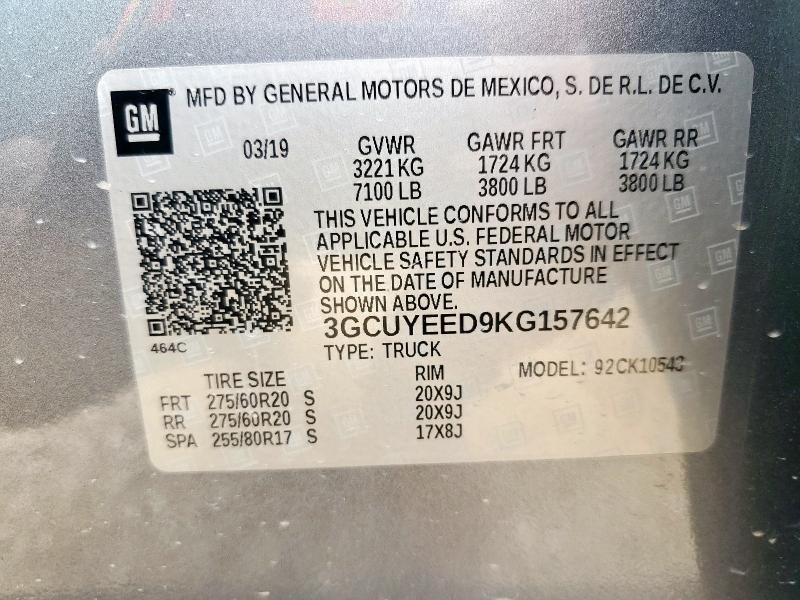 GM
MFD BY GENERAL MOTORS DE MEXICO, S. DE R.L. DE C.V.
03/19 GVWR GAWR FRT GAWR RR
3221 KG 1724 KG 1724 KG
7100 LB 3800 LB 3800 LB
THIS VEHICLE CONFORMS TO ALL
APPLICABLE U.S. FEDERAL MOTOR
VEHICLE SAFETY STANDARDS IN EFFECT
ON THE DATE OF MANUFACTURE
SHOWN ABOVE.
3GCUYEED9KG157642
464C
TYPE: TRUCK
TIRE SIZE RIM MODEL: 92CK10543
FRT 275/60R20 S 20X9J
RR 275/60R20 S 20X9J
SPA 255/80R17 S 17X8J